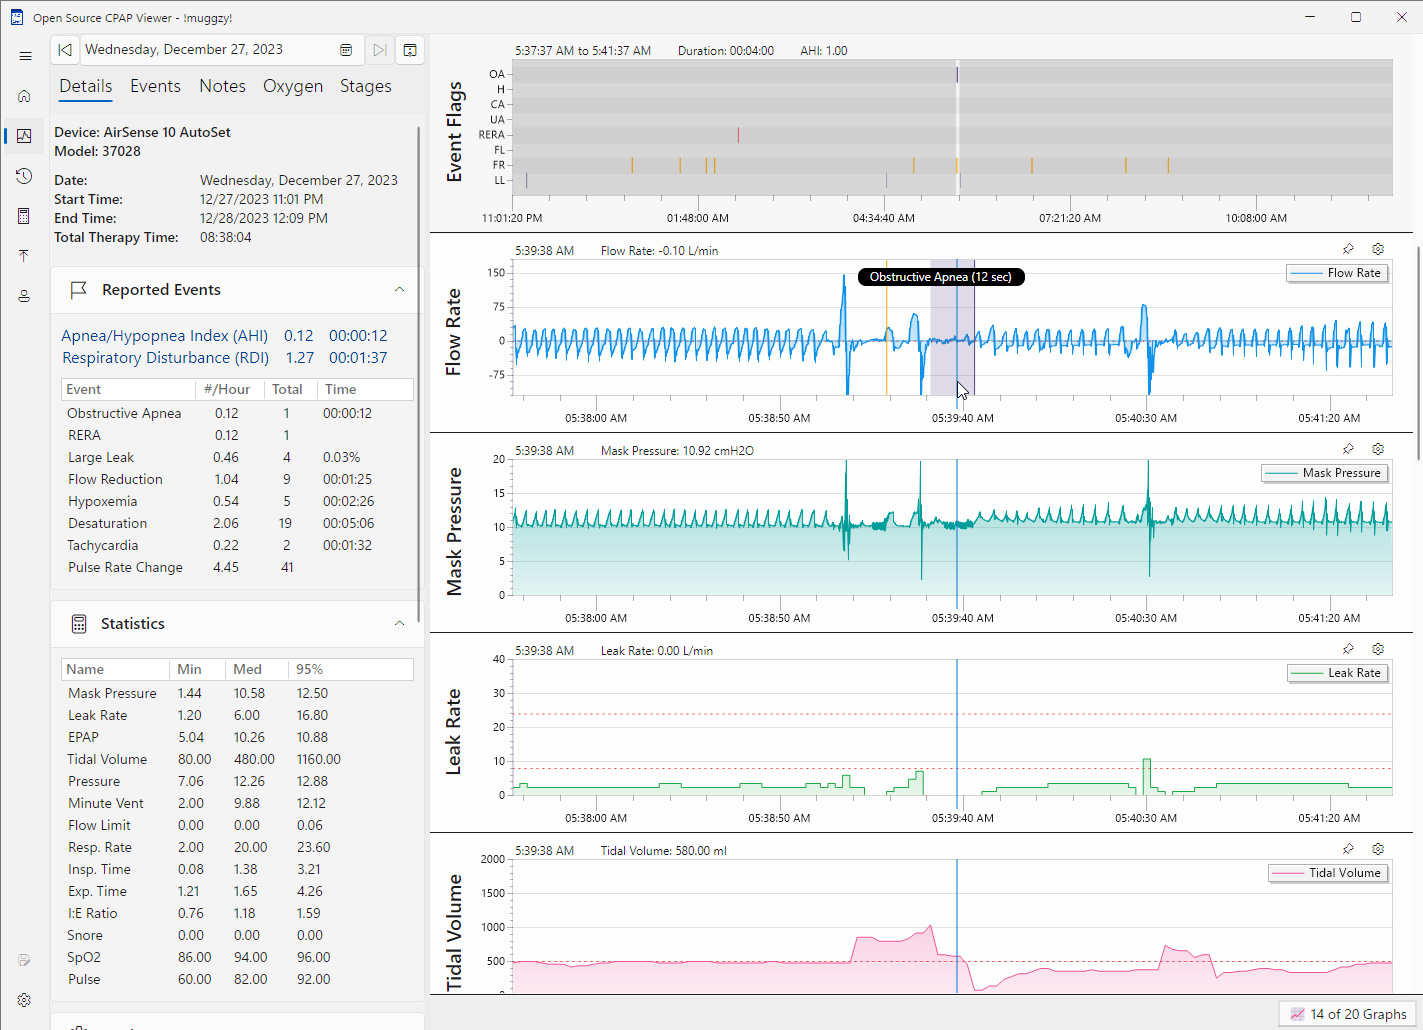 Open Source CPAP Viewer - !muggzy!
Wednesday, December 27, 2023
Details Events Notes Oxygen Stages
Device: AirSense 10 AutoSet
Model: 37028
Date: Wednesday, December 27, 2023
Start Time: 12/27/2023 11:01 PM
End Time: 12/28/2023 12:09 PM
Total Therapy Time: 08:38:04
Reported Events
Apnea/Hypopnea Index (AHI) 0.12 00:00:12
Respiratory Disturbance (RDI) 1.27 00:01:37
Event #/Hour Total Time
Obstructive Apnea 0.12 1 00:00:12
RERA 0.12 1
Large Leak 0.46 4 0.03%
Flow Reduction 1.04 9 00:01:25
Hypoxemia 0.54 5 00:02:26
Desaturation 2.06 19 00:05:06
Tachycardia 0.22 2 00:01:32
Pulse Rate Change 4.45 41
Statistics
Name Min Med 95%
Mask Pressure 1.44 10.58 12.50
Leak Rate 1.20 6.00 16.80
EPAP 5.04 10.26 10.88
Tidal Volume 80.00 480.00 1160.00
Pressure 7.06 12.26 12.88
Minute Vent 2.00 9.88 12.12
Flow Limit 0.00 0.00 0.06
Resp. Rate 2.00 20.00 23.60
Insp. Time 0.08 1.38 3.21
Exp. Time 1.21 1.65 4.26
I:E Ratio 0.76 1.18 1.59
Snore 0.00 0.00 0.00
SpO2 86.00 94.00 96.00
Pulse 60.00 82.00 92.00
5:37:37 AM to 5:41:37 AM Duration: 00:04:00 AHI: 1.00
Event Flags
OA
H
CA
UA
RERA
FL
FR
LL
11:01:20 PM 01:48:00 AM 04:34:40 AM 07:21:20 AM 10:08:00 AM
5:39:38 AM Flow Rate: -0.10 L/min
Flow Rate
Obstructive Apnea (12 sec)
Flow Rate
150
75
0
-75
05:38:00 AM 05:38:50 AM 05:39:40 AM 05:40:30 AM 05:41:20 AM
5:39:38 AM Mask Pressure: 10.92 cmH2O
Mask Pressure
Mask Pressure
20
15
10
5
0
05:38:00 AM 05:38:50 AM 05:39:40 AM 05:40:30 AM 05:41:20 AM
5:39:38 AM Leak Rate: 0.00 L/min
Leak Rate
Leak Rate
40
30
20
10
0
05:38:00 AM 05:38:50 AM 05:39:40 AM 05:40:30 AM 05:41:20 AM
5:39:38 AM Tidal Volume: 580.00 ml
Tidal Volume
Tidal Volume
2000
1500
1000
500
0
14 of 20 Graphs